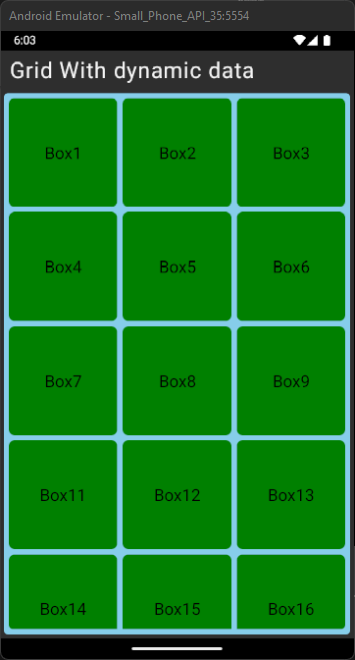 Android Emulator - Small_Phone_API_35:5554
6:03
Grid With dynamic data
Box1 Box2 Box3
Box4 Box5 Box6
Box7 Box8 Box9
Box11 Box12 Box13
Box14 Box15 Box16